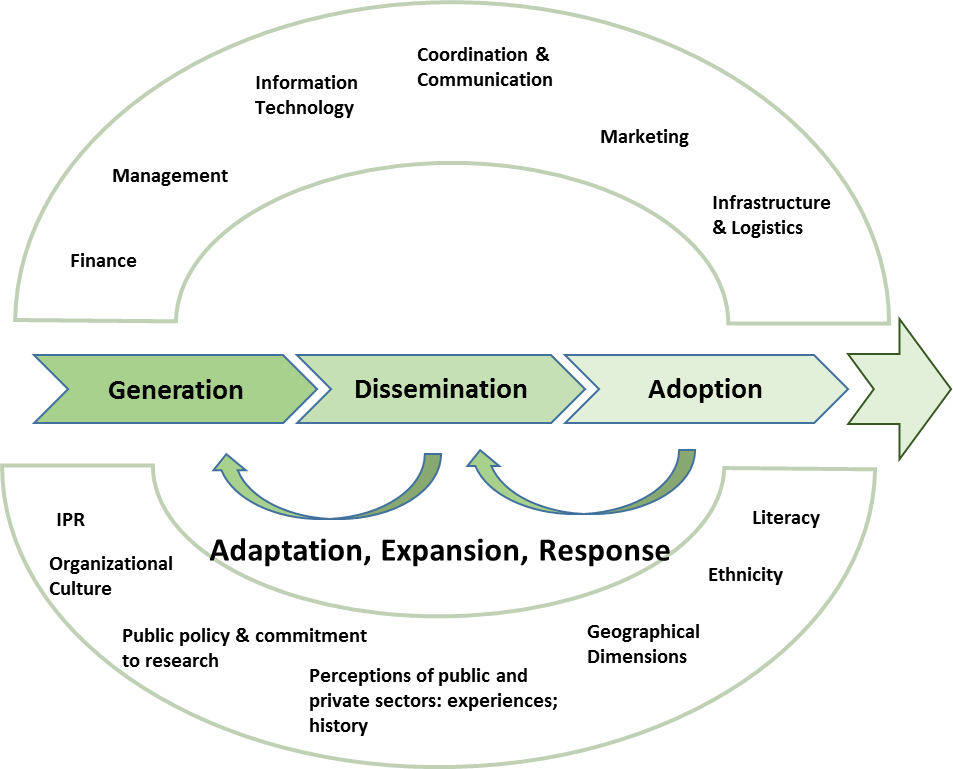 Coordination &
Communication
Information
Technology
Marketing
Management
Infrastructure
& Logistics
Finance
Generation
Dissemination
Adoption
Adaptation, Expansion, Response
IPR
Organizational
Culture
Public policy & commitment
to research
Perceptions of public and
private sectors: experiences;
history
Geographical
Dimensions
Ethnicity
Literacy